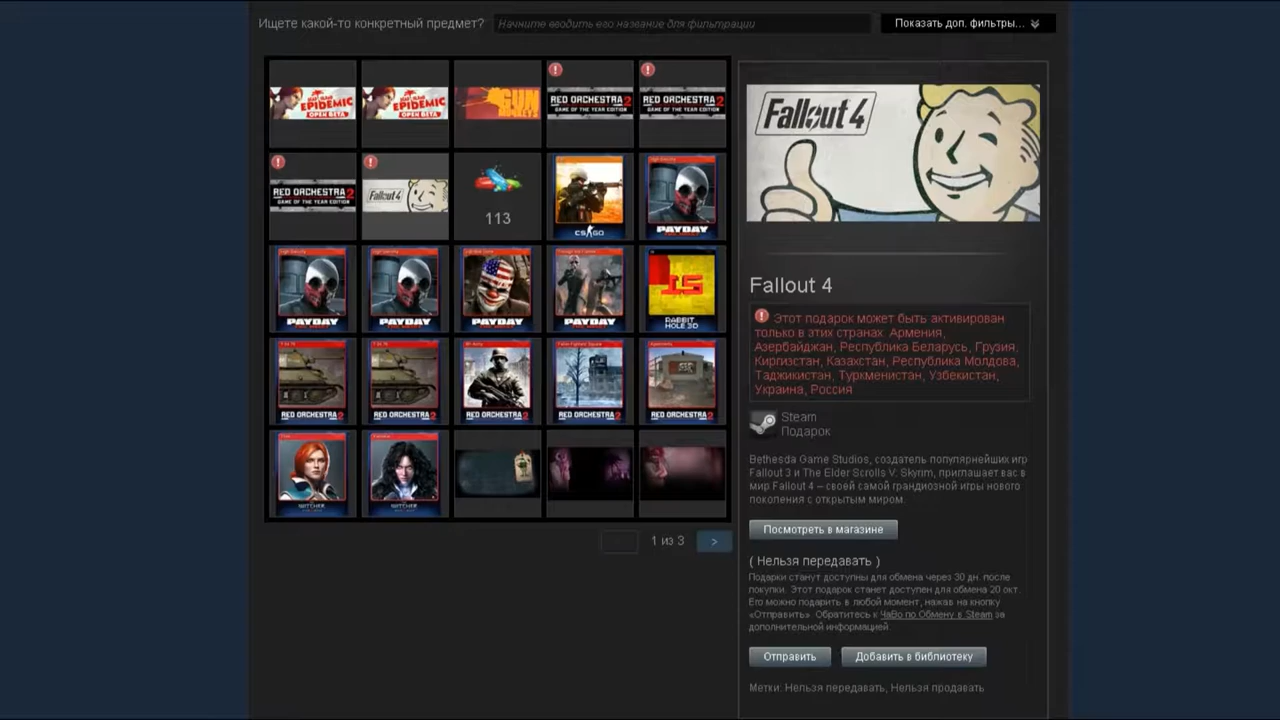 Ищете какой-то конкретный предмет?
Начните вводить его название для фильтрации
Показать доп. фильтры...
EPIDEMIC
OPEN BETA
EPIDEMIC
OPEN BETA
GUN
MONKEYS
RED ORCHESTRA 2
GAME OF THE YEAR EDITION
RED ORCHESTRA 2
GAME OF THE YEAR EDITION
RED ORCHESTRA 2
GAME OF THE YEAR EDITION
Fallout 4
113
CS GO
PAYDAY
PAYDAY
PAYDAY
PAYDAY
PAYDAY
15
RABBIT
HOLE 3D
RED ORCHESTRA 2
RED ORCHESTRA 2
RED ORCHESTRA 2
RED ORCHESTRA 2
RED ORCHESTRA 2
WITCHER
WITCHER
1 из 3
>
Fallout 4
Fallout 4
Этот подарок может быть активирован
только в этих странах: Армения,
Азербайджан, Республика Беларусь, Грузия,
Киргизстан, Казахстан, Республика Молдова,
Таджикистан, Туркменистан, Узбекистан,
Украина, Россия
Steam
Подарок
Bethesda Game Studios, создатель популярнейших игр
Fallout 3 и The Elder Scrolls V: Skyrim, приглашает вас в
мир Fallout 4 – своей самой грандиозной игры нового
поколения с открытым миром.
Посмотреть в магазине
( Нельзя передавать )
Подарки станут доступны для обмена через 30 дн. после
покупки. Этот подарок станет доступен для обмена 20 окт.
Его можно подарить в любой момент, нажав на кнопку
«Отправить». Обратитесь к ЧаВо по Обмену в Steam за
дополнительной информацией
Отправить
Добавить в библиотеку
Метки: Нельзя передавать, Нельзя продавать